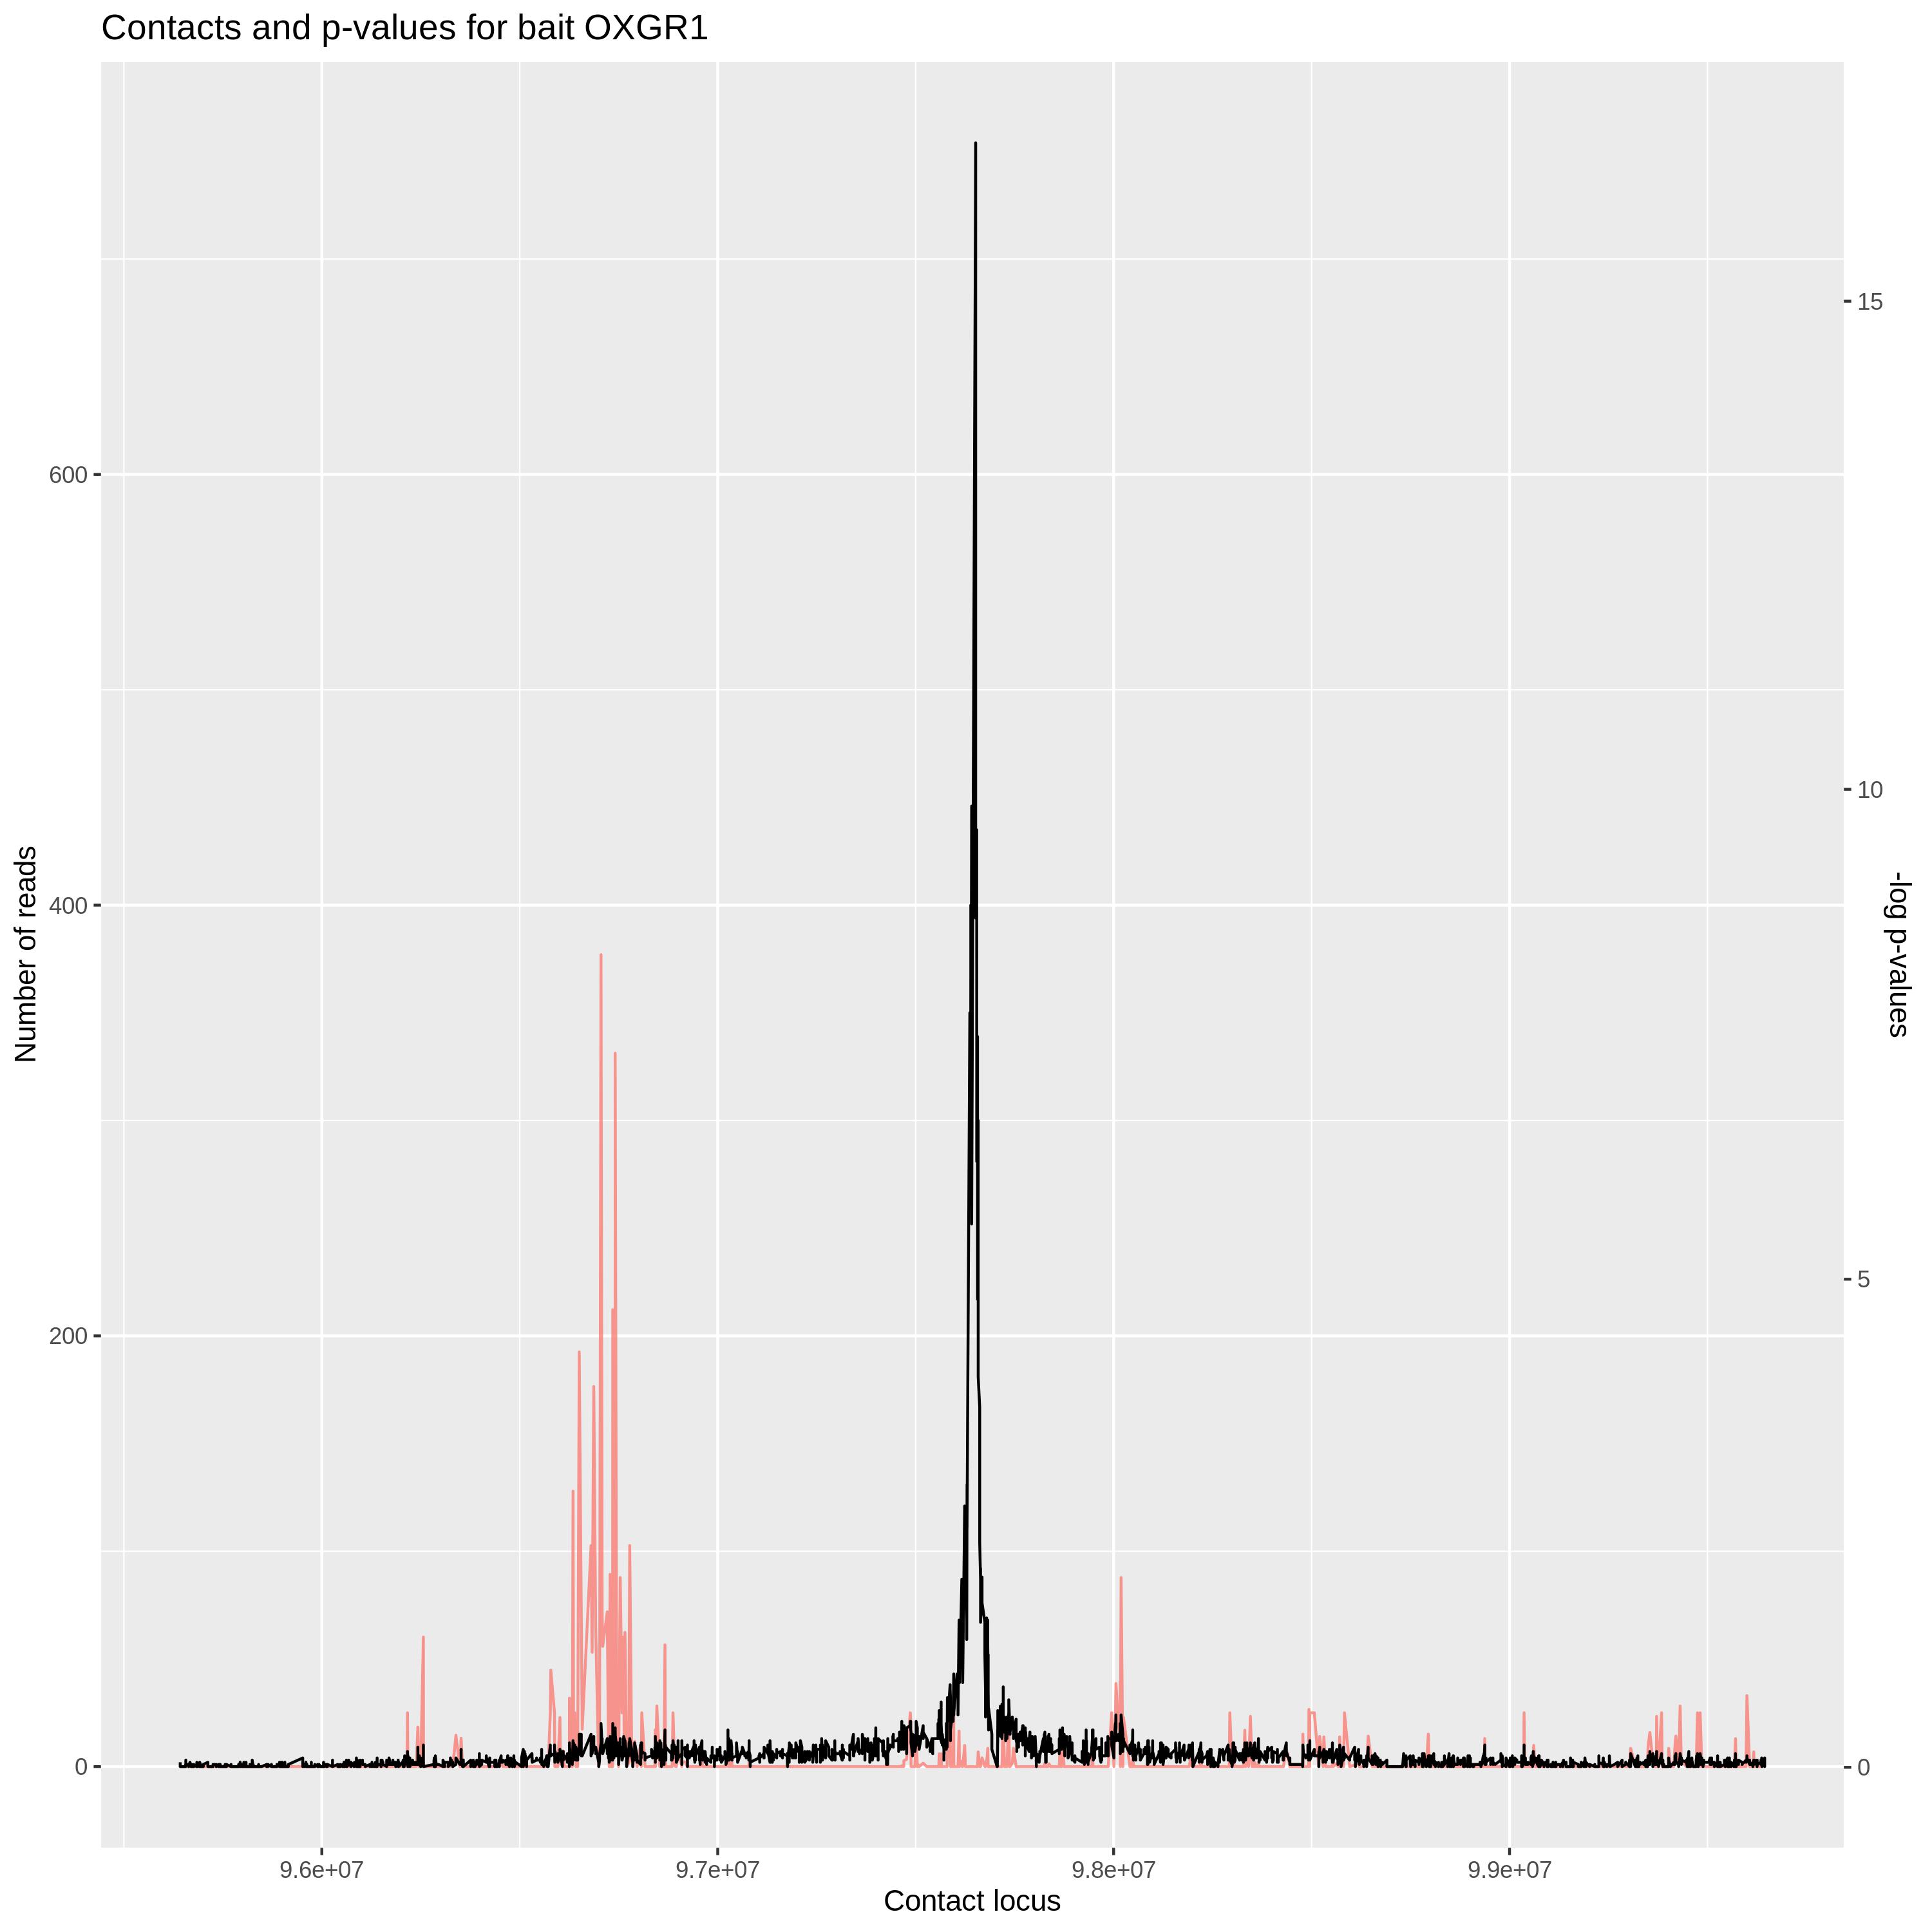 Contacts and p-values for bait OXGR1
Number of reads
600
400
200
0
15
10
5
0
-log p-values
9.6e+07 9.7e+07 9.8e+07 9.9e+07
Contact locus